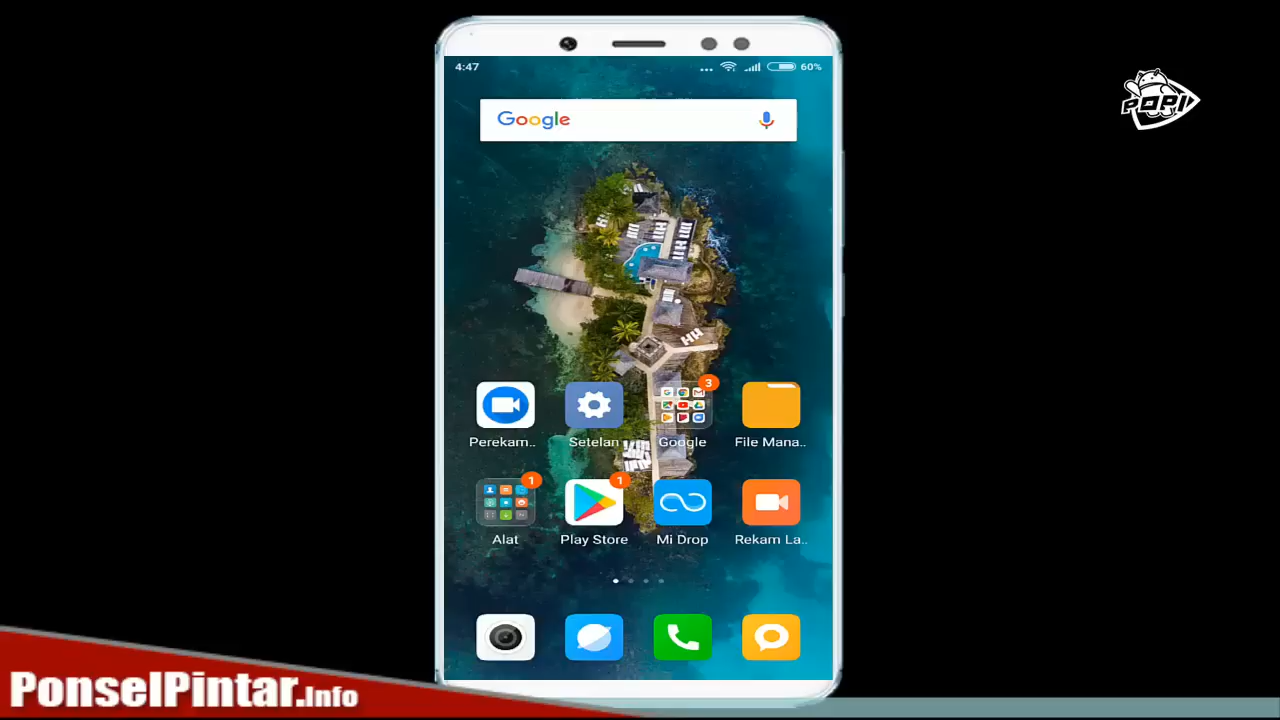 POPI
4:47
60%
Google
3
Perekam..
Setelan
Google
File Mana..
1
1
Alat
Play Store
Mi Drop
Rekam La..
PonselPintar.Info